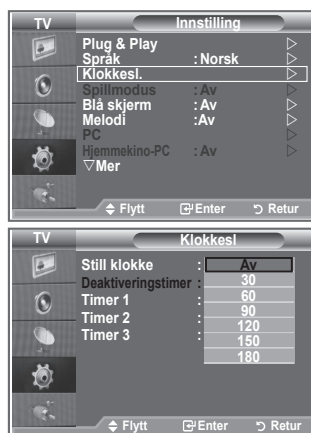 TV Innstilling
Plug & Play
Språk : Norsk
Klokkesl.
Spillmodus : Av
Blå skjerm : Av
Melodi :Av
PC
Hjemmekino-PC : Av
▽Mer
Flytt Enter Retur
TV Klokkesl
Still klokke : Av
Deaktiveringstimer : 30
Timer 1 : 60
90
Timer 2 : 120
Timer 3 : 150
180
Flytt Enter Retur